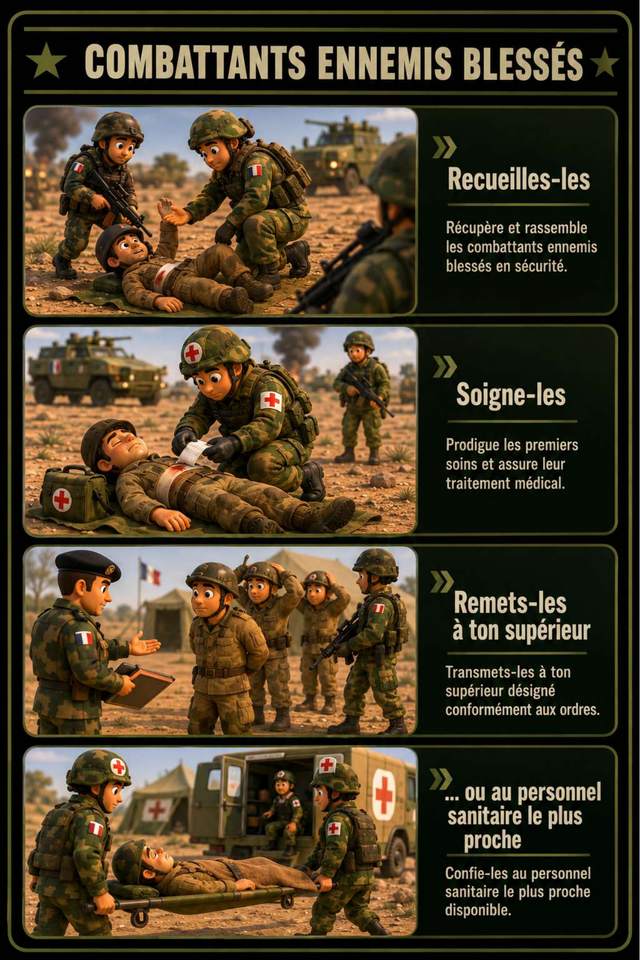 COMBATTANTS ENNEMIS BLESSÉS
Recueilles-les
Récupère et rassemble
les combattants ennemis
blessés en sécurité.
Soigne-les
Prodigue les premiers
soins et assure leur
traitement médical.
Remets-les
à ton supérieur
Transmets-les à ton
supérieur désigné
conformément aux ordres.
... ou au personnel
sanitaire le plus
proche
Confie-les au personnel
sanitaire le plus proche
disponible.